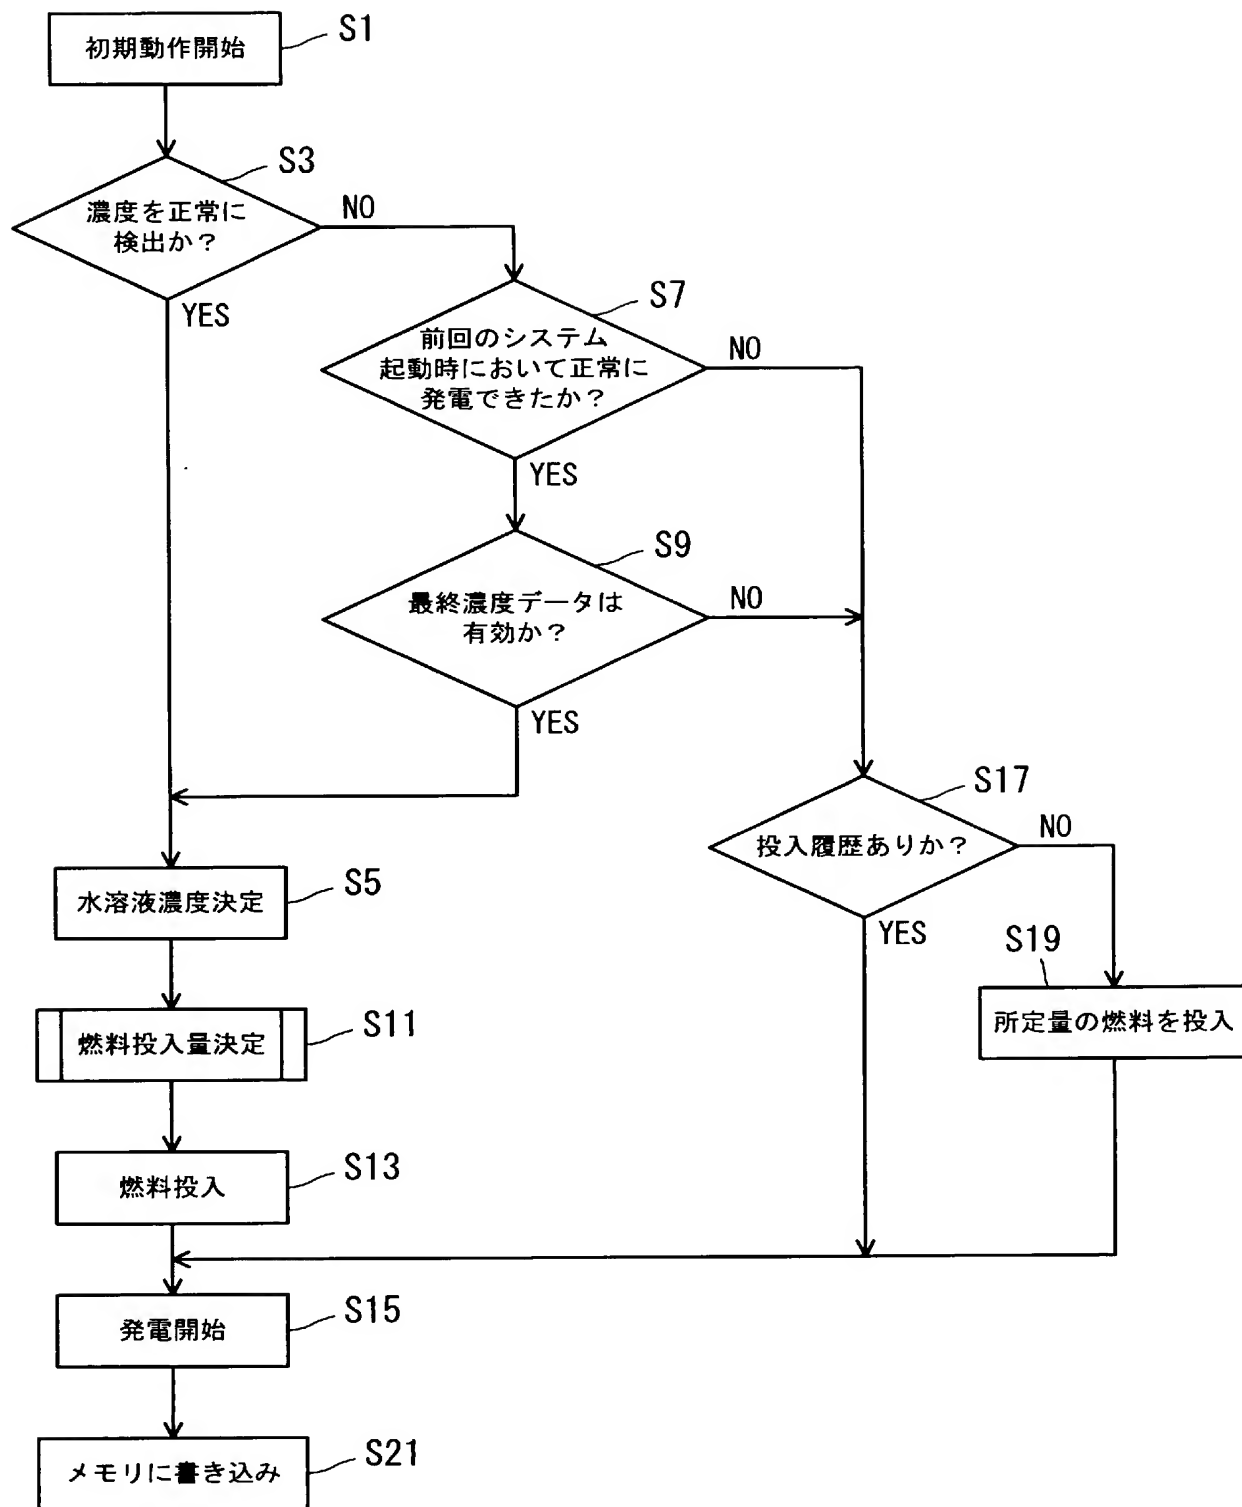 初期動作開始
S1
濃度を正常に
検出か？
S3
NO
YES
前回のシステム
起動時において正常に
発電できたか？
S7
NO
YES
最終濃度データは
有効か？
S9
NO
YES
投入履歴ありか？
S17
NO
YES
水溶液濃度決定
S5
S19
所定量の燃料を投入
燃料投入量決定
S11
燃料投入
S13
発電開始
S15
メモリに書き込み
S21